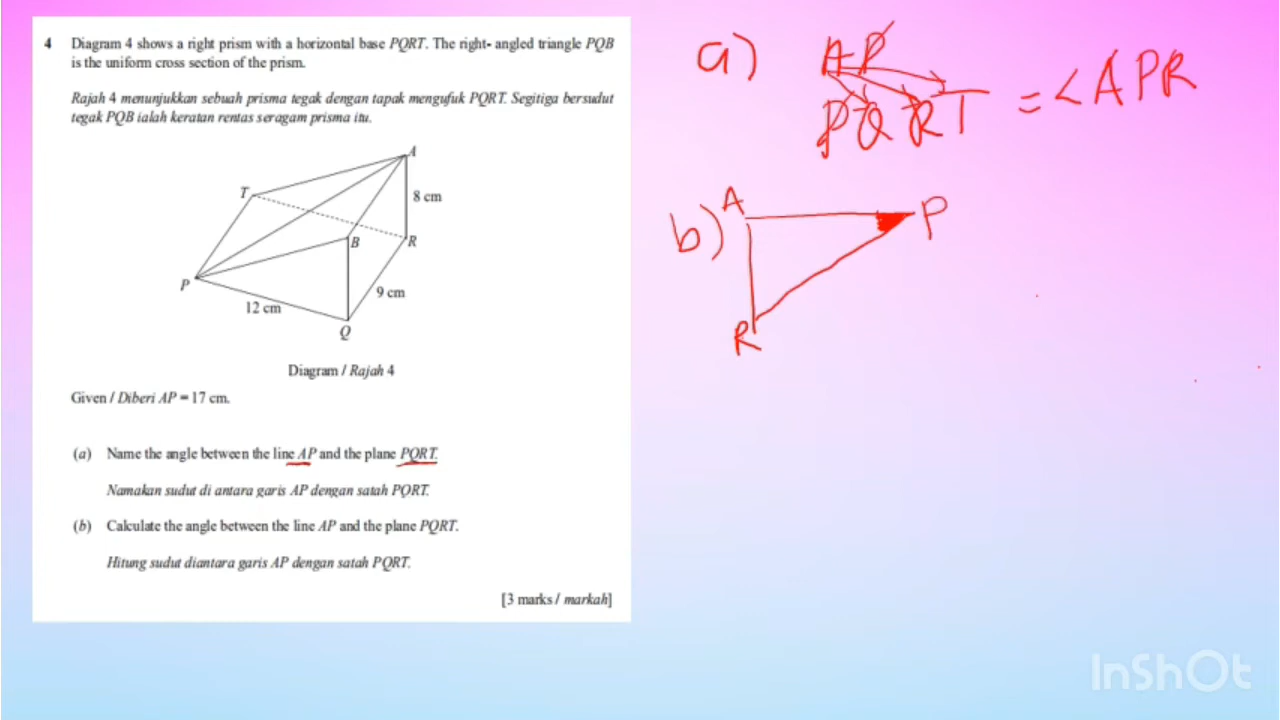 4 Diagram 4 shows a right prism with a horizontal base PQRT. The right- angled triangle PQB
is the uniform cross section of the prism.
Rajah 4 menunjukkan sebuah prisma tegak dengan tapak mengufuk PQRT. Segitiga bersudut
tegak PQB ialah keratan rentas seragam prisma itu.
A
T
8 cm
B
R
P
9 cm
12 cm
Q
Diagram / Rajah 4
Given / Diberi AP = 17 cm.
(a) Name the angle between the line AP and the plane PQRT.
Namakan sudut di antara garis AP dengan satah PQRT.
(b) Calculate the angle between the line AP and the plane PQRT.
Hitung sudut diantara garis AP dengan satah PQRT.
[3 marks / markah]
a) AP
PQRT = ∠APR
b) A P
R
InShOt